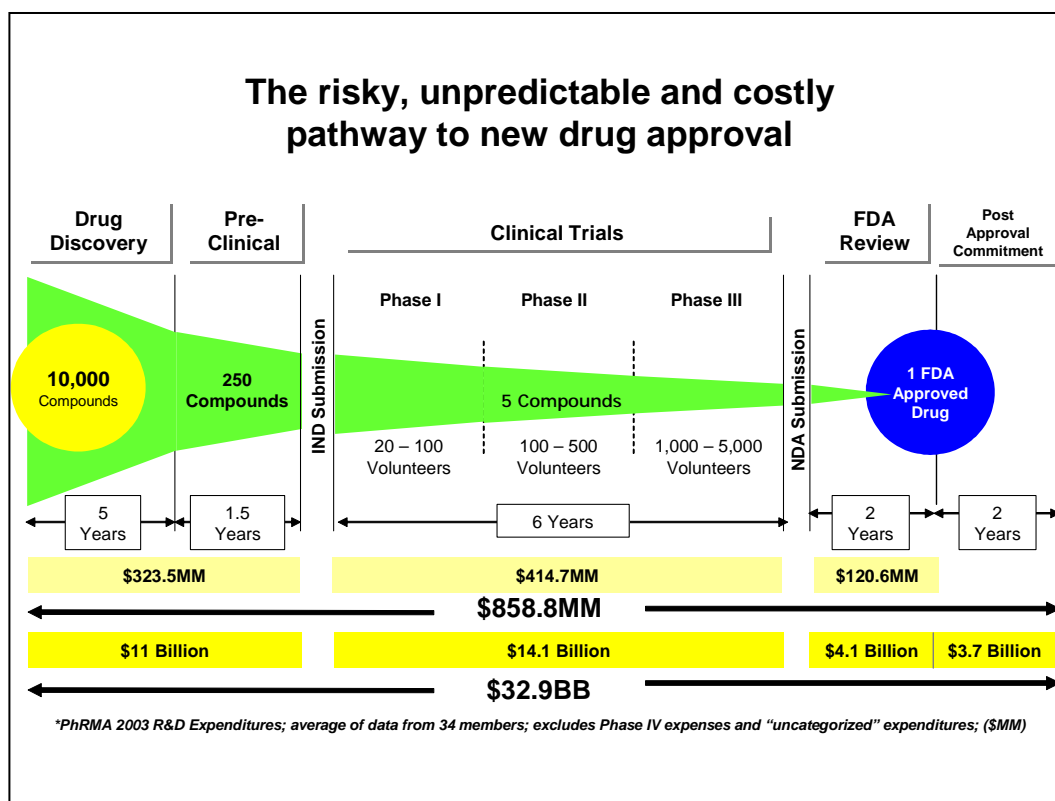 The risky, unpredictable and costly
pathway to new drug approval
Drug
Discovery
Pre-
Clinical
Clinical Trials
FDA
Review
Post
Approval
Commitment
Phase I
Phase II
Phase III
10,000
Compounds
250
Compounds
IND Submission
5 Compounds
NDA Submission
1 FDA
Approved
Drug
20 – 100
Volunteers
100 – 500
Volunteers
1,000 – 5,000
Volunteers
5
Years
1.5
Years
6 Years
2
Years
2
Years
$323.5MM
$414.7MM
$120.6MM
$858.8MM
$11 Billion
$14.1 Billion
$4.1 Billion
$3.7 Billion
$32.9BB
*PhRMA 2003 R&D Expenditures; average of data from 34 members; excludes Phase IV expenses and “uncategorized” expenditures; ($MM)